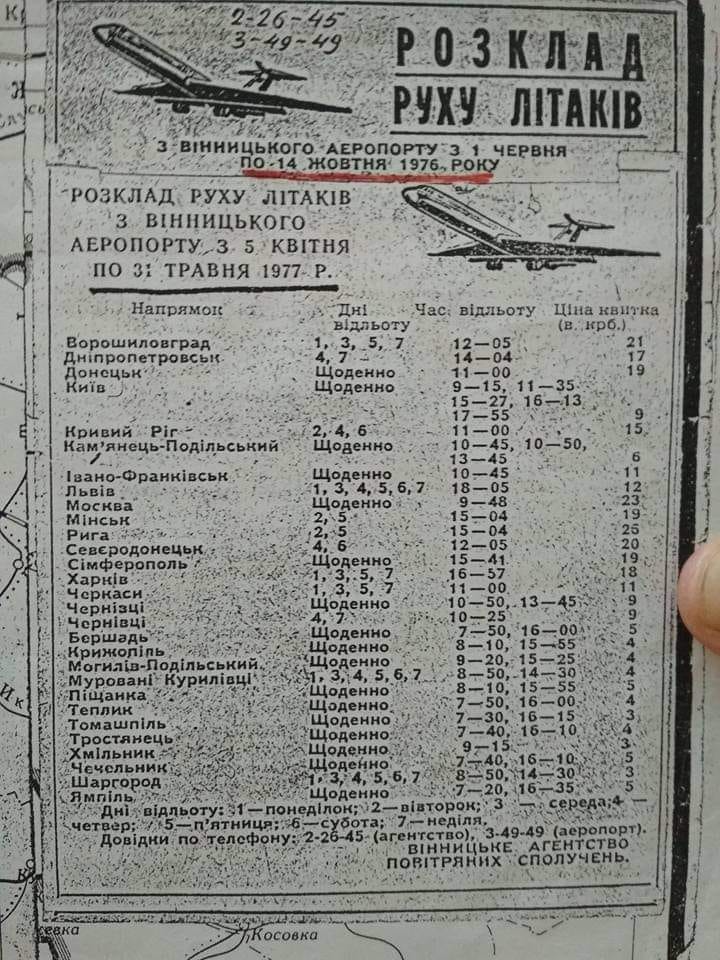 2-26-45
3-49-49
РОЗКЛАД
РУХУ ЛІТАКІВ
З ВІННИЦЬКОГО АЕРОПОРТУ З 1 ЧЕРВНЯ
ПО 14 ЖОВТНЯ 1976 РОКУ
РОЗКЛАД РУХУ ЛІТАКІВ
З ВІННИЦЬКОГО
АЕРОПОРТУ З 5 КВІТНЯ
ПО 31 ТРАВНЯ 1977 Р.
Напрямок Дні відльоту Час відльоту Ціна квитка (в крб.)
Ворошиловград 1, 3, 5, 7 12—05 21
Дніпропетровськ 4, 7 14—04 17
Донецьк Щоденно 11—00 19
Київ Щоденно 9—15, 11—35
15—27, 16—13
17—55 9
Кривий Ріг 2, 4, 6 11—00 15
Кам'янець-Подільський Щоденно 10—45, 10—50,
13—45 6
Івано-Франківськ Щоденно 10—45 11
Львів 1, 3, 4, 5, 6, 7 18—05 12
Москва Щоденно 9—48 23
Мінськ 2, 5 15—04 19
Рига 2, 5 15—04 25
Сєвєродонецьк 4, 6 12—05 20
Сімферополь Щоденно 15—41 19
Харків 1, 3, 5, 7 16—57 18
Черкаси 1, 3, 5, 7 11—00 11
Чернізці Щоденно 10—50, 13—45 9
Чернівці 4, 7 10—25 9
Бершадь Щоденно 7—50, 16—00 5
Крижопіль Щоденно 8—10, 15—55 4
Могилів-Подільський Щоденно 9—20, 15—25 4
Муровані Курилівці 1, 3, 4, 5, 6, 7 8—50, 14—30 4
Піщанка Щоденно 8—10, 15—55 5
Теплик Щоденно 7—50, 16—00 4
Томашпіль Щоденно 7—30, 16—15 3
Тростянець Щоденно 7—40, 16—10 4
Хмільник Щоденно 9—15 3
Чечельник Щоденно 7—40, 16—10 5
Шаргород 1, 3, 4, 5, 6, 7 8—50, 14—30 3
Ямпіль Щоденно 7—20, 16—35 5
Дні відльоту: 1—понеділок; 2—вівторок; 3 — середа; 4 —
четвер; 5—п'ятниця; 6—субота; 7—неділя.
Довідки по телефону: 2-26-45 (агентство), 3-49-49 (аеропорт).
ВІННИЦЬКЕ АГЕНТСТВО
ПОВІТРЯНИХ СПОЛУЧЕНЬ.
Косовка